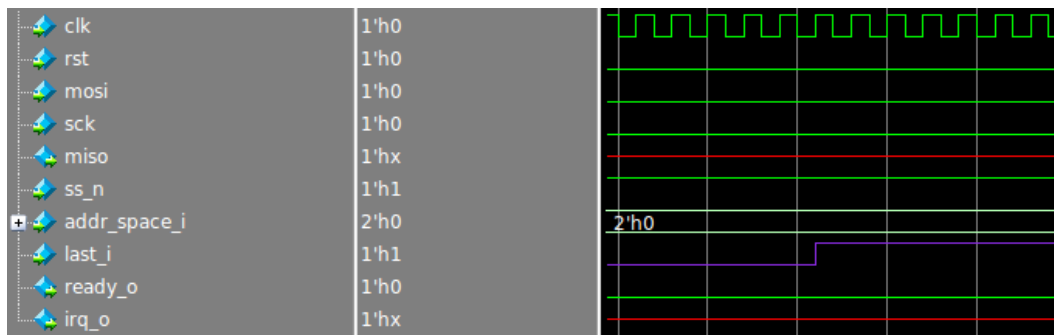 clk 1'h0
rst 1'h0
mosi 1'h0
sck 1'h0
miso 1'hx
ss_n 1'h1
addr_space_i 2'h0 2'h0
last_i 1'h1
ready_o 1'h0
irq_o 1'hx